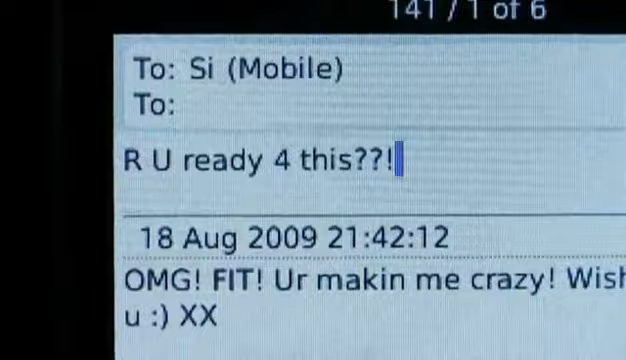 141 / 1 of 6
To: Si (Mobile)
To:
R U ready 4 this??!
18 Aug 2009 21:42:12
OMG! FIT! Ur makin me crazy! Wish
u :) XX